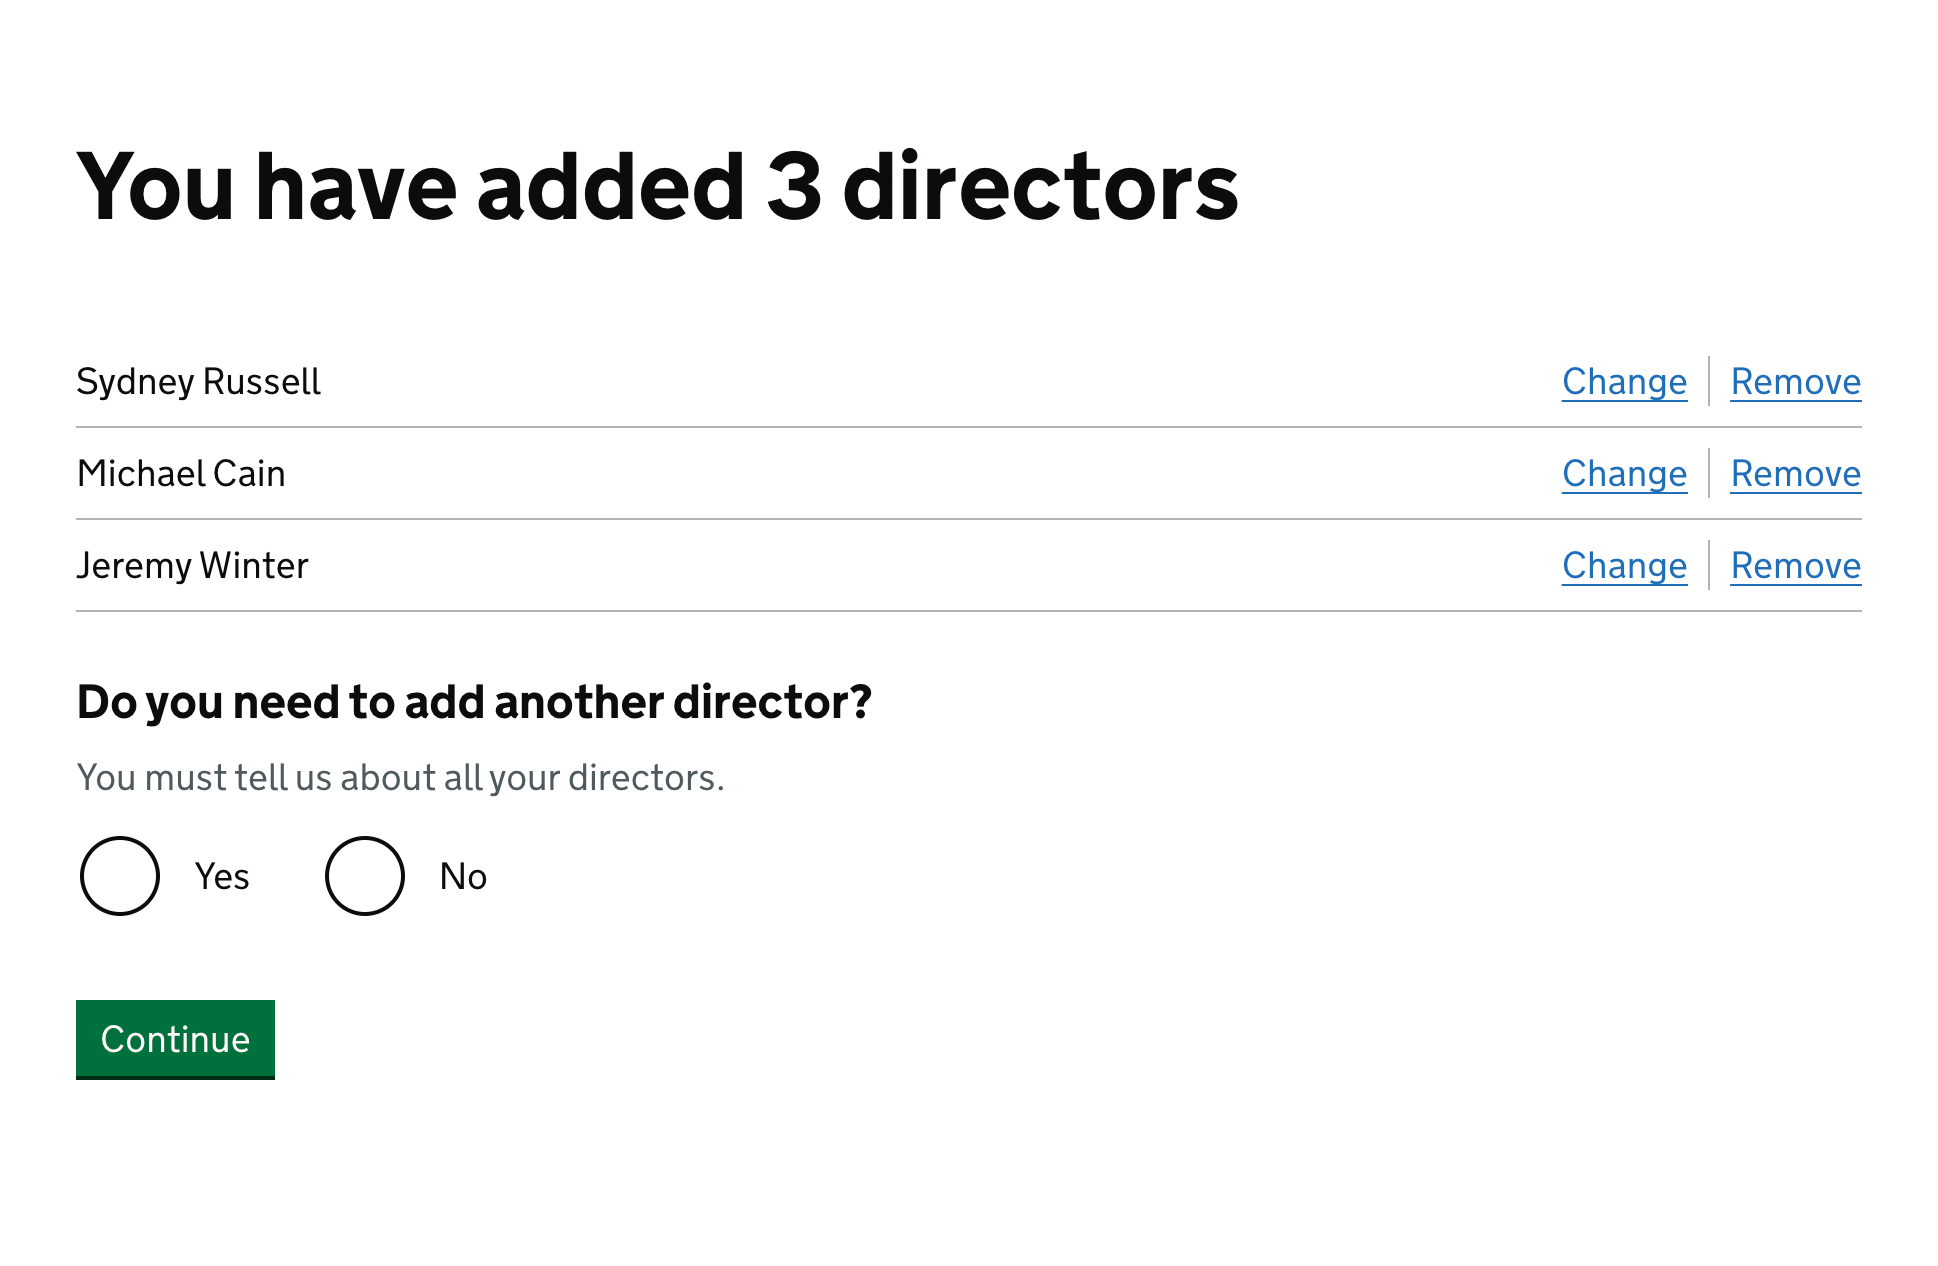 You have added 3 directors
Sydney Russell Change Remove
Michael Cain Change Remove
Jeremy Winter Change Remove
Do you need to add another director?
You must tell us about all your directors.
Yes No
Continue